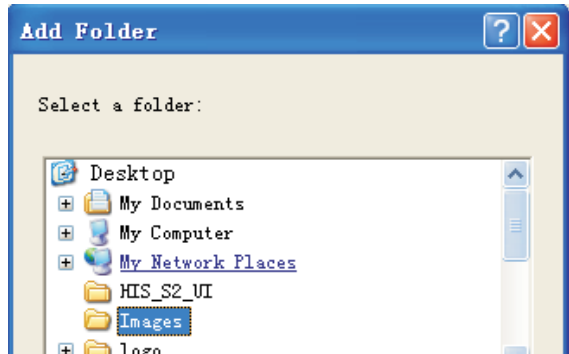 Add Folder
Select a folder:
Desktop
My Documents
My Computer
My Network Places
HIS_S2_UI
Images
logo